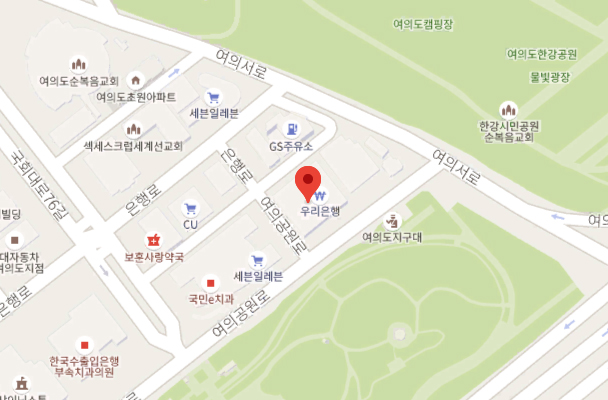 여의도캠핑장
여의도한강공원
물빛광장
여의서로
여의도순복음교회
여의도초원아파트
세븐일레븐
한강시민공원
순복음교회
섹세스크럽세계선교회
GS주유소
은행로
여의서로
국회대로76길
은행로
우리은행
CU
여의공원로
여의도지구대
여의
빌딩
보훈사랑약국
대자동차
여의도지점
세븐일레븐
은행로
국민e치과
여의공원로
한국수출입은행
부속치과의원